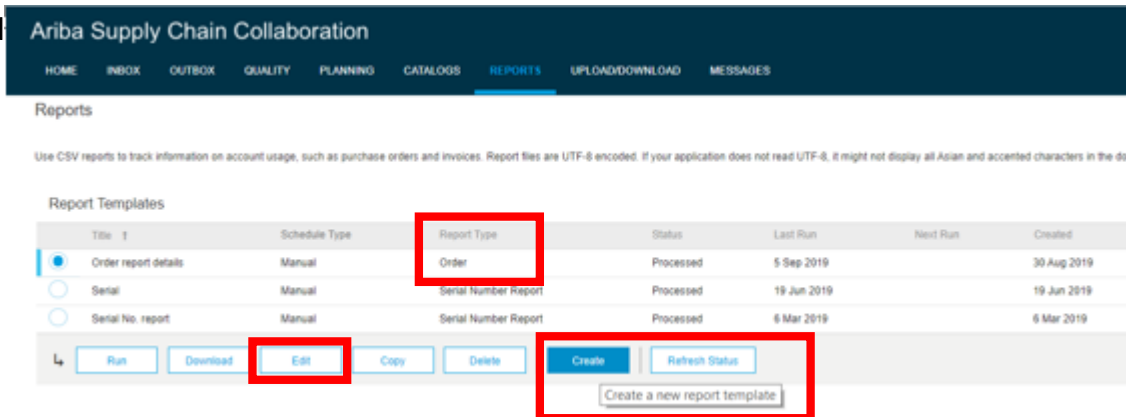 Ariba Supply Chain Collaboration
HOME INBOX OUTBOX QUALITY PLANNING CATALOGS REPORTS UPLOAD/DOWNLOAD MESSAGES
Reports
Use CSV reports to track information on account usage, such as purchase orders and invoices. Report files are UTF-8 encoded. If your application does not read UTF-8, it might not display all Asian and accented characters in the do
Report Templates
Title ↑ Schedule Type Report Type Status Last Run Next Run Created
Order report details Manual Order Processed 5 Sep 2019 30 Aug 2019
Serial Manual Serial Number Report Processed 19 Jun 2019 19 Jun 2019
Serial No. report Manual Serial Number Report Processed 6 Mar 2019 6 Mar 2019
Run Download Edit Copy Delete Create Refresh Status
Create a new report template